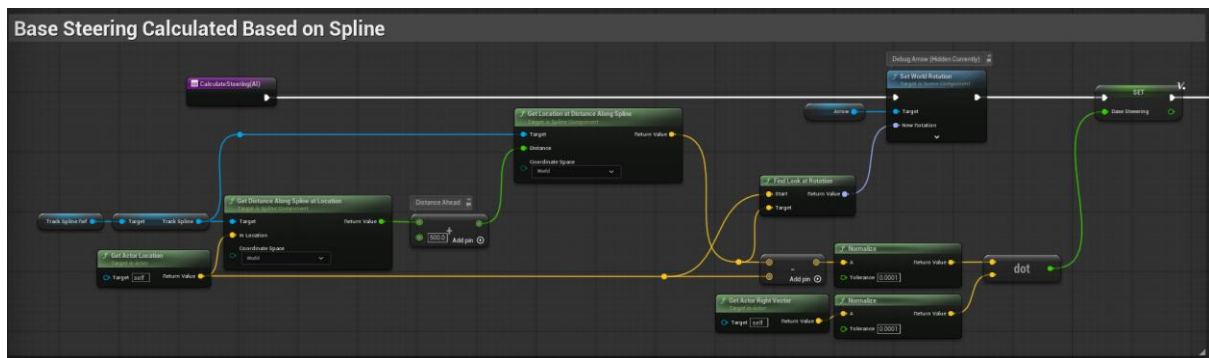 Base Steering Calculated Based on Spline
CalculateSteering(AI)
Track Spline Ref
Target Track Spline
f Get Actor Location
Target is Actor
Target self Return Value
f Get Distance Along Spline at Location
Target is Spline Component
Target Return Value
In Location
Coordinate Space
World
Distance Ahead
+
500.0 Add pin
f Get Location at Distance Along Spline
Target is Spline Component
Target Return Value
Distance
Coordinate Space
World
Debug Arrow (Hidden Currently)
f Set World Rotation
Target is Scene Component
Arrow
Target
New Rotation
f Find Look at Rotation
Start Return Value
Target
-
Add pin
f Get Actor Right Vector
Target is Actor
Target self Return Value
f Normalize
A Return Value
Tolerance 0.0001
f Normalize
A Return Value
Tolerance 0.0001
dot
SET
Base Steering